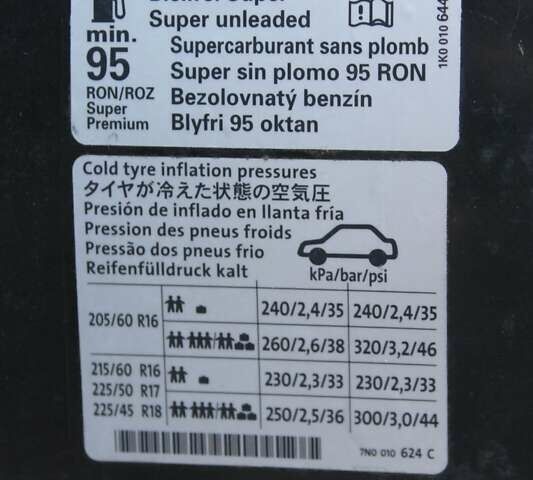 Super unleaded
Supercarburant sans plomb
Super sin plomo 95 RON
Bezolovnatý benzín
Blyfri 95 oktan
min.
95
RON/ROZ
Super
Premium
1K0 010 644
Cold tyre inflation pressures
タイヤが冷えた状態の空気圧
Presión de inflado en llanta fría
Pression des pneus froids
Pressão dos pneus frio
Reifenfülldruck kalt
kPa/bar/psi
205/60 R16 240/2,4/35 240/2,4/35
260/2,6/38 320/3,2/46
215/60 R16 230/2,3/33 230/2,3/33
225/50 R17
225/45 R18 250/2,5/36 300/3,0/44
7N0 010 624 C